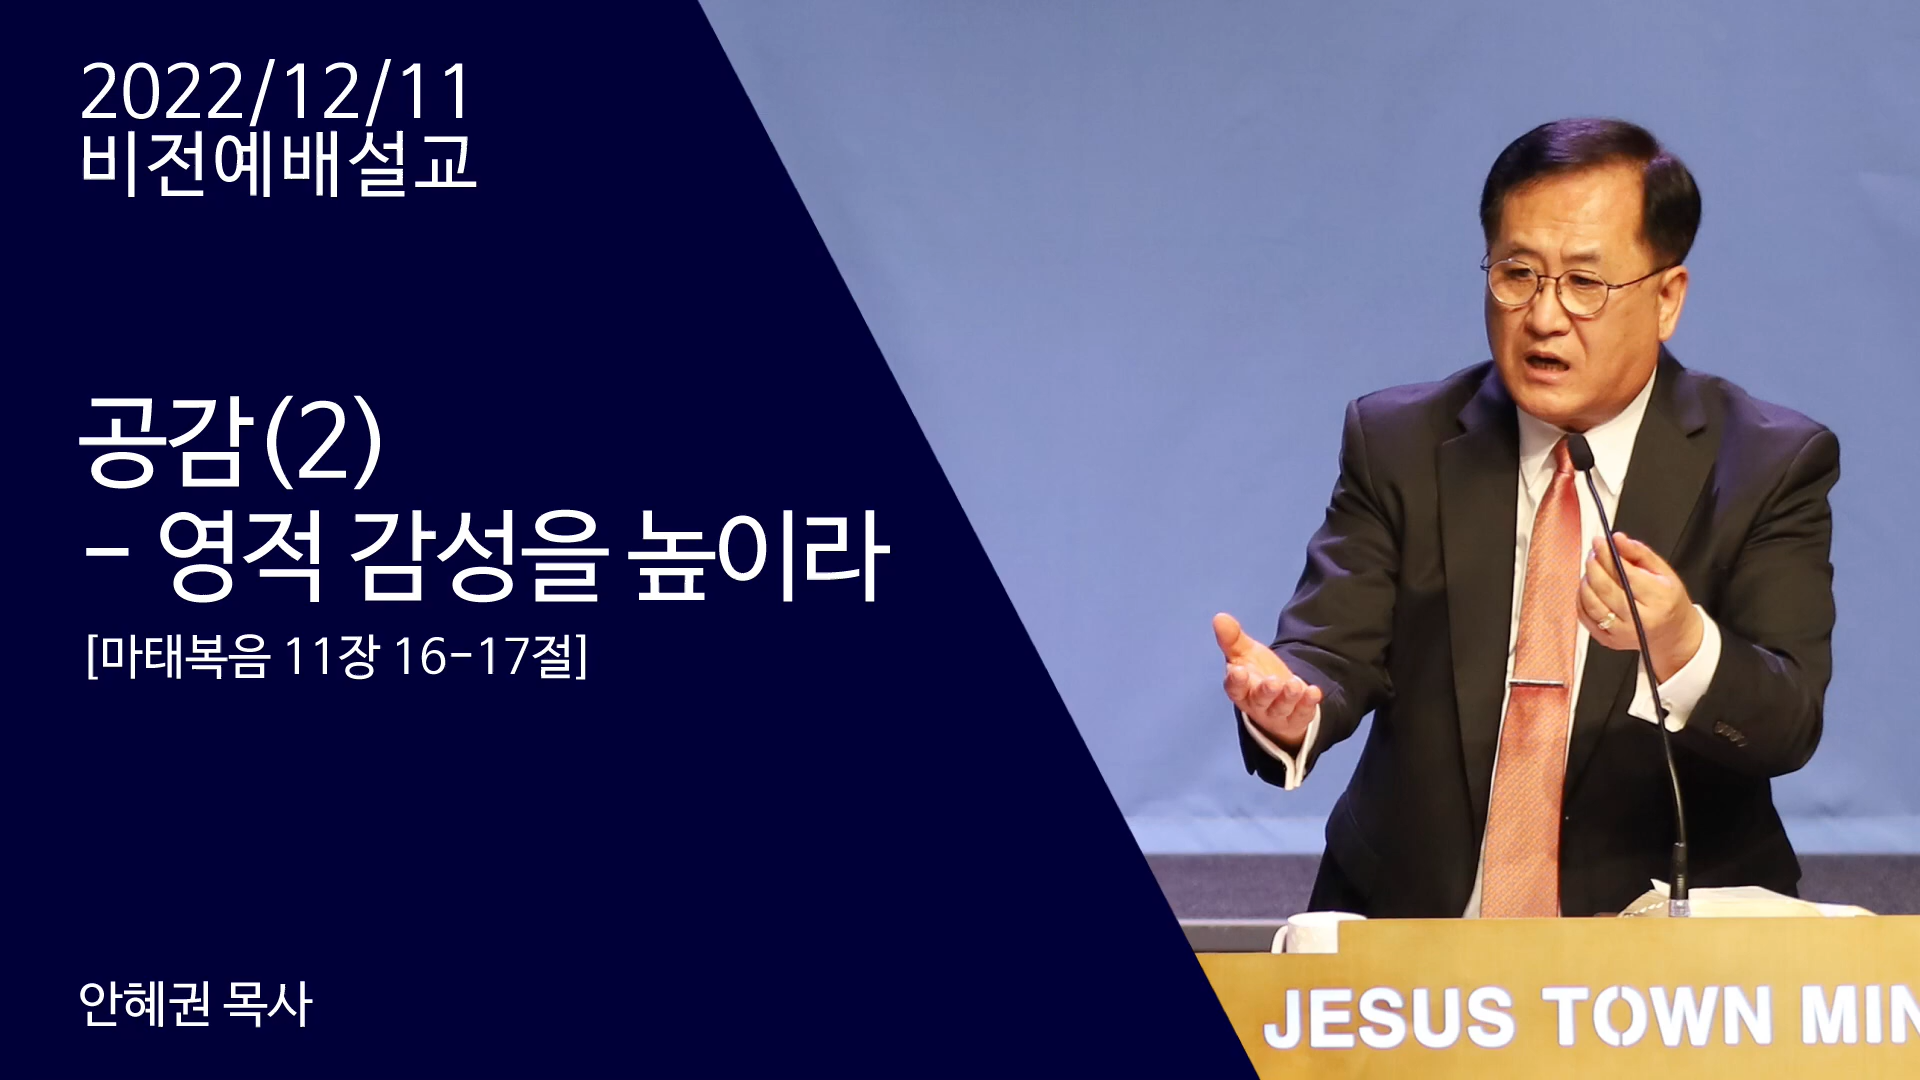 2022/12/11
비전예배설교
공감(2)
- 영적 감성을 높이라
[마태복음 11장 16-17절]
안혜권 목사
JESUS TOWN MIN